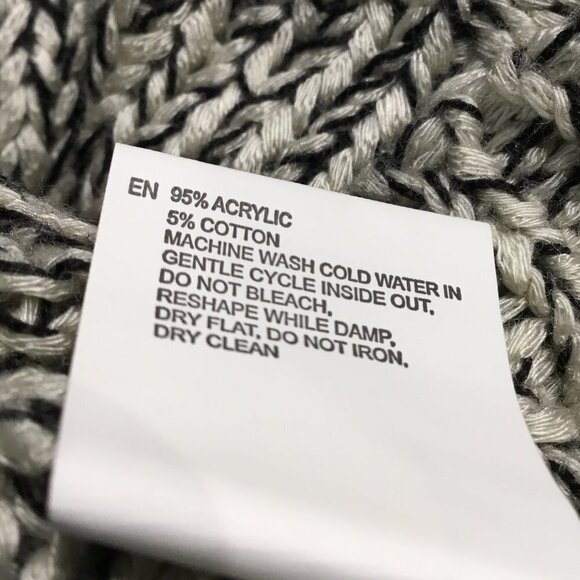 EN 95% ACRYLIC
5% COTTON
MACHINE WASH COLD WATER IN
GENTLE CYCLE INSIDE OUT,
DO NOT BLEACH,
RESHAPE WHILE DAMP,
DRY FLAT, DO NOT IRON,
DRY CLEAN